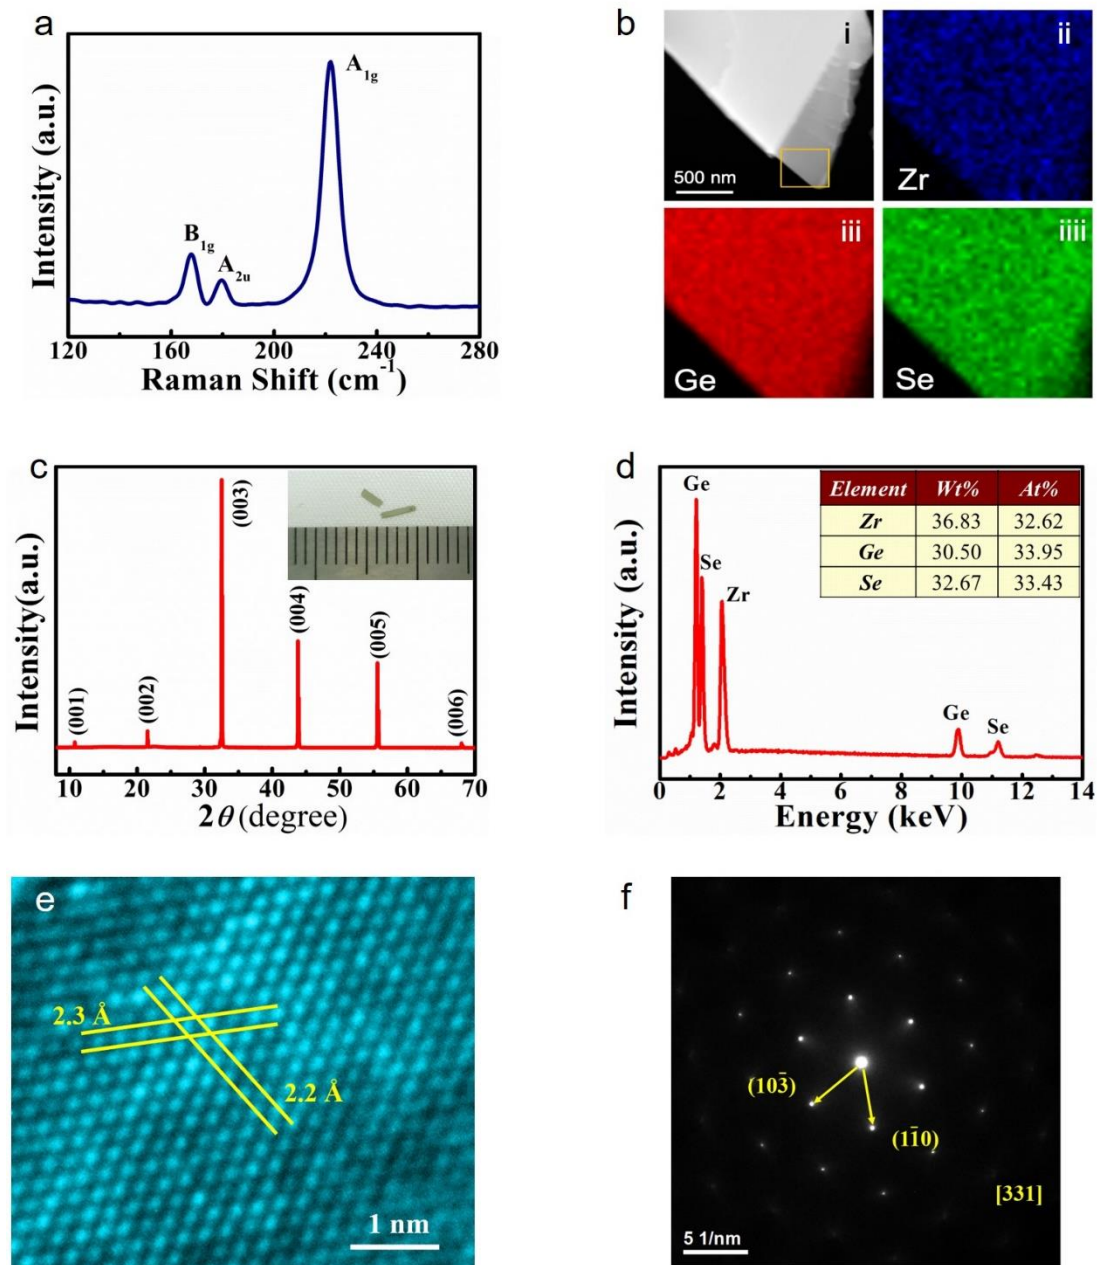 a
Intensity (a.u.)
B1g
A2u
A1g
120 160 200 240 280
Raman Shift (cm-1)
b
i
500 nm
ii
Zr
iii
Ge
iiii
Se
c
Intensity(a.u.)
(001)
(002)
(003)
(004)
(005)
(006)
10 20 30 40 50 60 70
2θ (degree)
d
Intensity (a.u.)
Ge
Se
Zr
Ge
Se
Element Wt% At%
Zr 36.83 32.62
Ge 30.50 33.95
Se 32.67 33.43
0 2 4 6 8 10 12 14
Energy (keV)
e
2.3 Å
2.2 Å
1 nm
f
(103̄)
(11̄0)
[331]
5 1/nm